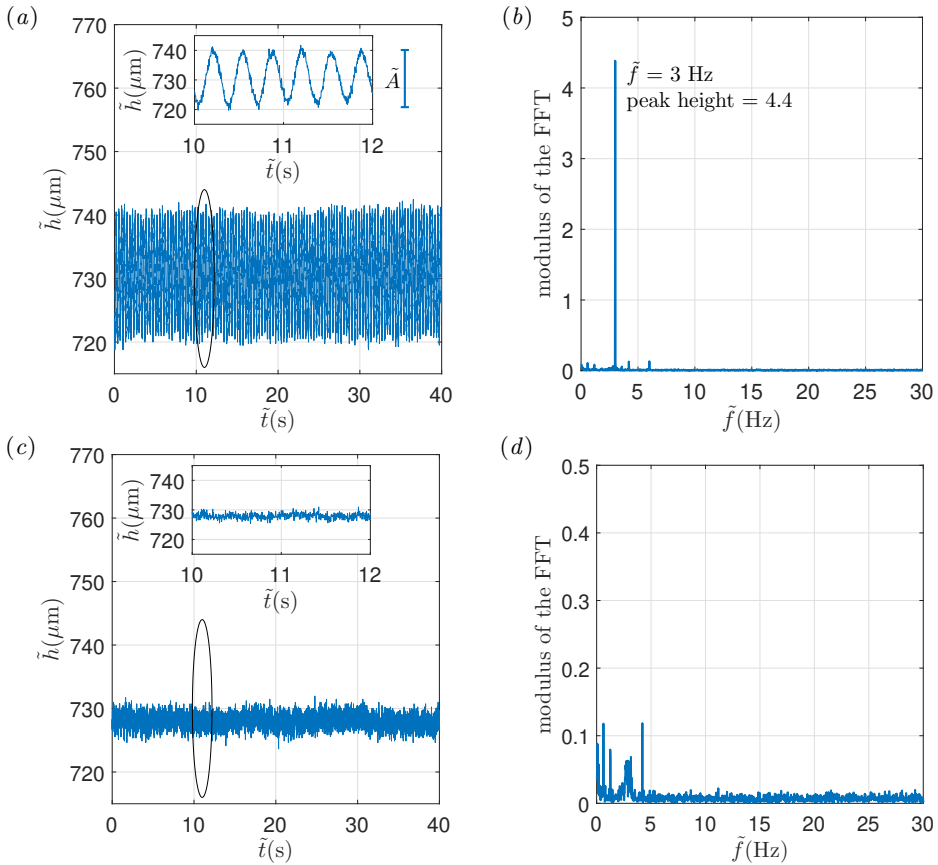 (a)
770
760
750
740
730
720
h̃(μm)
0 10 20 30 40
t̃(s)
740
730
720
h̃(μm)
10 11 12
t̃(s)
Ã
(b)
5
4
3
2
1
0
modulus of the FFT
f̃ = 3 Hz
peak height = 4.4
0 5 10 15 20 25 30
f̃(Hz)
(c)
770
760
750
740
730
720
h̃(μm)
0 10 20 30 40
t̃(s)
740
730
720
h̃(μm)
10 11 12
t̃(s)
(d)
0.5
0.4
0.3
0.2
0.1
0
modulus of the FFT
0 5 10 15 20 25 30
f̃(Hz)